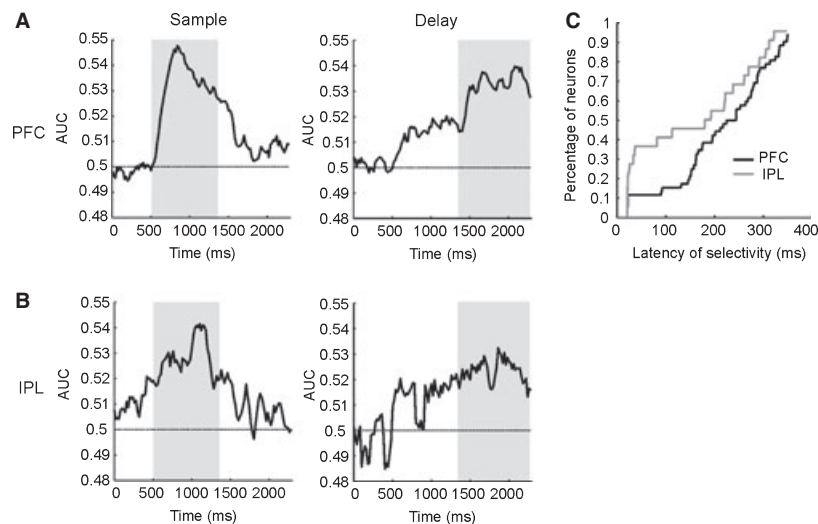 A
Sample
Delay
C
PFC
AUC
0.55
0.54
0.53
0.52
0.51
0.5
0.49
0.48
0 500 1000 1500 2000
Time (ms)
AUC
0.55
0.54
0.53
0.52
0.51
0.5
0.49
0.48
0 500 1000 1500 2000
Time (ms)
Percentage of neurons
1
0.9
0.8
0.7
0.6
0.5
0.4
0.3
0.2
0.1
0
PFC
IPL
0 100 200 300 400
Latency of selectivity (ms)
B
IPL
AUC
0.55
0.54
0.53
0.52
0.51
0.5
0.49
0.48
0 500 1000 1500 2000
Time (ms)
AUC
0.55
0.54
0.53
0.52
0.51
0.5
0.49
0.48
0 500 1000 1500 2000
Time (ms)